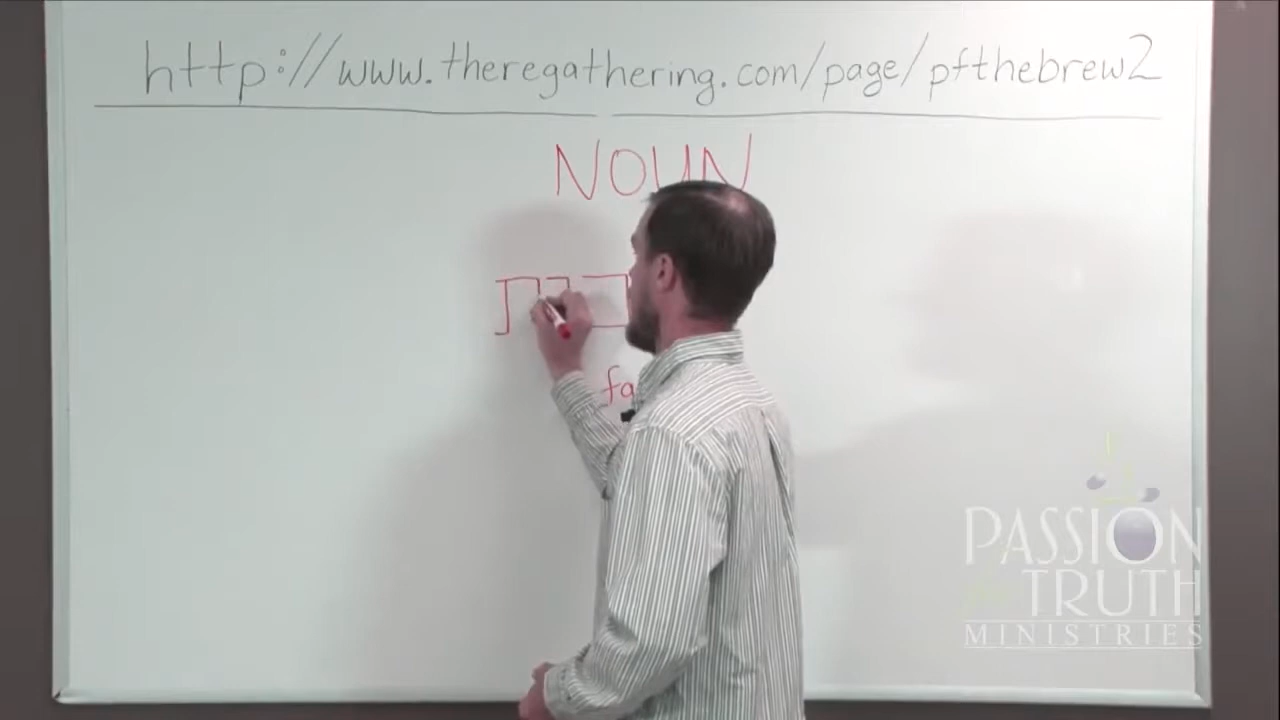 http://www.theregathering.com/page/pfthebrew2
NOUN
PASSION
TRUTH
MINISTRIES